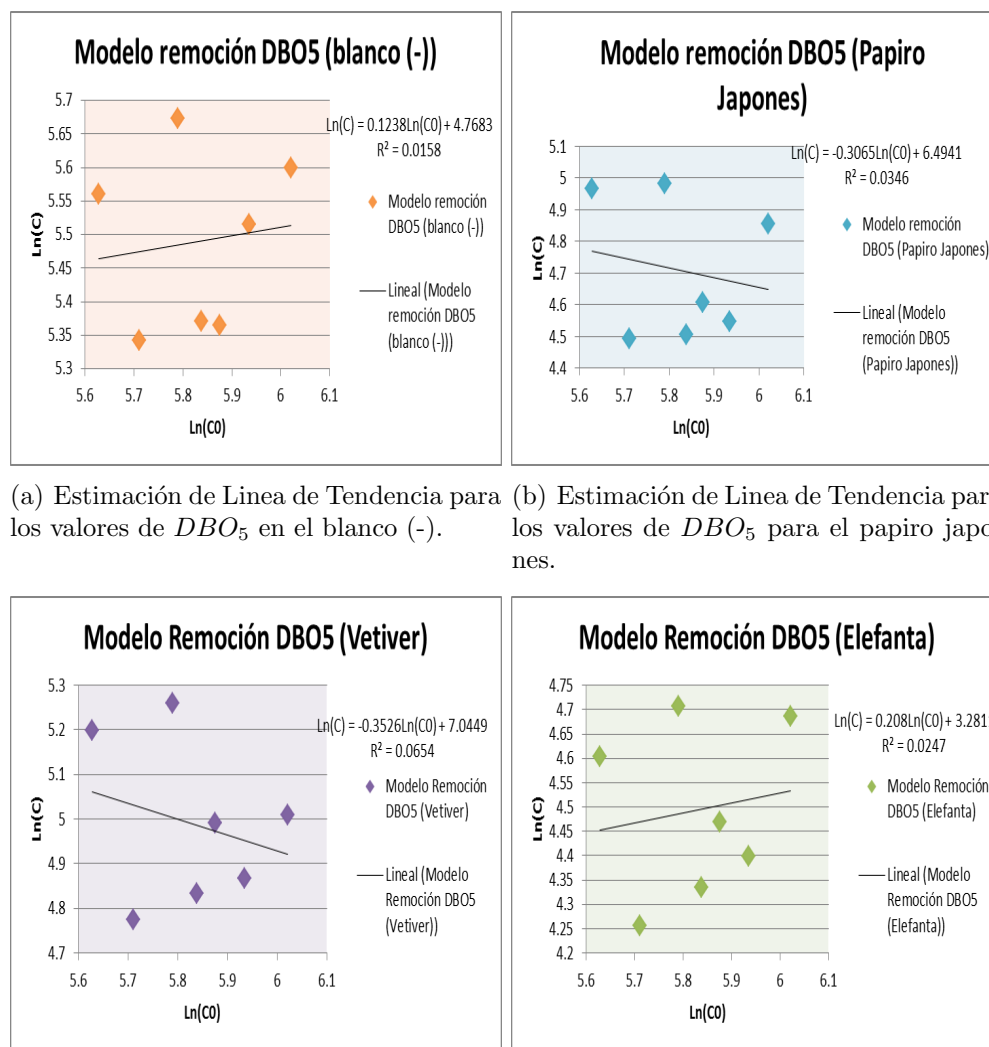 Modelo remoción DBO5 (blanco (-))
5.7
5.65
5.6
5.55
5.5
5.45
5.4
5.35
5.3
Ln(C)
5.6 5.7 5.8 5.9 6 6.1
Ln(C0)
Ln(C) = 0.1238Ln(C0) + 4.7683
R² = 0.0158
Modelo remoción
DBO5 (blanco (-))
Lineal (Modelo
remoción DBO5
(blanco (-)))
Modelo remoción DBO5 (Papiro
Japones)
5.1
5
4.9
4.8
4.7
4.6
4.5
4.4
Ln(C)
5.6 5.7 5.8 5.9 6 6.1
Ln(C0)
Ln(C) = -0.3065Ln(C0) + 6.4941
R² = 0.0346
Modelo remoción
DBO5 (Papiro Japones)
Lineal (Modelo
remoción DBO5
(Papiro Japones))
(a) Estimación de Linea de Tendencia para
los valores de DBO₅ en el blanco (-).
(b) Estimación de Linea de Tendencia par
los valores de DBO₅ para el papiro japo
nes.
Modelo Remoción DBO5 (Vetiver)
5.3
5.2
5.1
5
4.9
4.8
4.7
Ln(C)
5.6 5.7 5.8 5.9 6 6.1
Ln(C0)
Ln(C) = -0.3526Ln(C0) + 7.0449
R² = 0.0654
Modelo Remoción
DBO5 (Vetiver)
Lineal (Modelo
Remoción DBO5
(Vetiver))
Modelo Remoción DBO5 (Elefanta)
4.75
4.7
4.65
4.6
4.55
4.5
4.45
4.4
4.35
4.3
4.25
4.2
Ln(C)
5.6 5.7 5.8 5.9 6 6.1
Ln(C0)
Ln(C) = 0.208Ln(C0) + 3.281
R² = 0.0247
Modelo Remoción
DBO5 (Elefanta)
Lineal (Modelo
Remoción DBO5
(Elefanta))